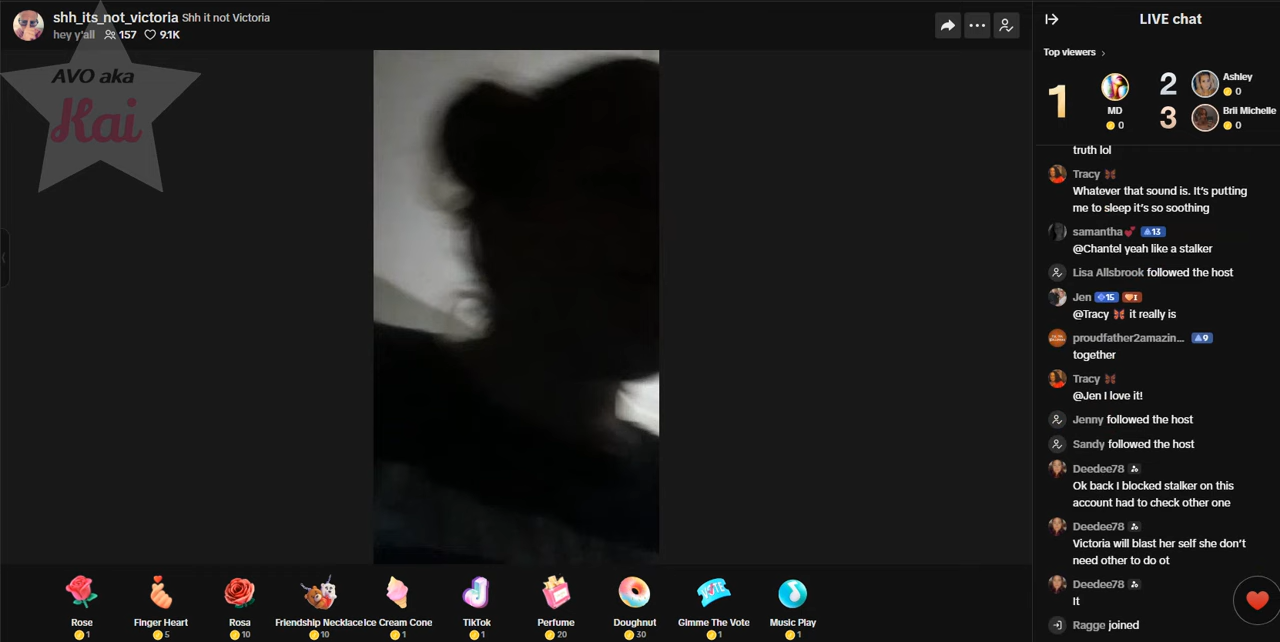 shh_its_not_victoria Shh it not Victoria
hey y'all 157 9.1K
AVO aka
Kai
LIVE chat
Top viewers
1 MD 0
2 Ashley 0
3 Brii Michelle 0
truth lol
Tracy
Whatever that sound is. It's putting
me to sleep it's so soothing
samantha 13
@Chantel yeah like a stalker
Lisa Allsbrook followed the host
Jen 15 I
@Tracy it really is
proudfather2amazin... 9
together
Tracy
@Jen I love it!
Jenny followed the host
Sandy followed the host
Deedee78
Ok back I blocked stalker on this
account had to check other one
Deedee78
Victoria will blast her self she don't
need other to do ot
Deedee78
It
Ragge joined
Rose Finger Heart Rosa Friendship Necklace Ice Cream Cone TikTok Perfume Doughnut Gimme The Vote Music Play
1 5 10 10 1 1 20 30 1 1